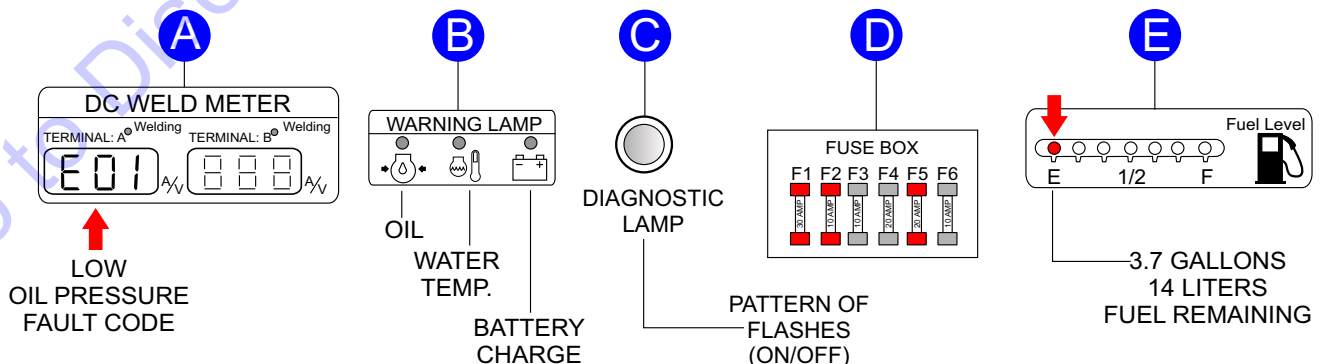 A
B
C
D
E
DC WELD METER
TERMINAL: A Welding TERMINAL: B Welding
E01 A/V A/V
LOW
OIL PRESSURE
FAULT CODE
WARNING LAMP
OIL
WATER
TEMP.
BATTERY
CHARGE
DIAGNOSTIC
LAMP
PATTERN OF
FLASHES
(ON/OFF)
FUSE BOX
F1 F2 F3 F4 F5 F6
30 AMP 10 AMP 10 AMP 20 AMP 20 AMP 10 AMP
Fuel Level
E 1/2 F
3.7 GALLONS
14 LITERS
FUEL REMAINING
to Disc